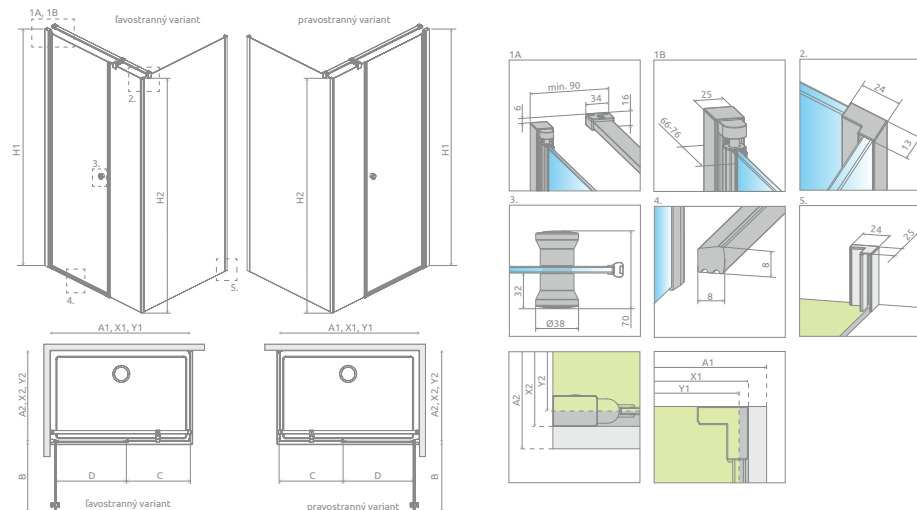 1A, 1B
ľavostranný variant
pravostranný variant
H1
2.
3.
H2
4.
5.
H2
H1
A1, X1, Y1
A2, X2, Y2
B
D
C
ľavostranný variant
A1, X1, Y1
A2, X2, Y2
B
C
D
pravostranný variant
1A
min. 90
34
16
6
1B
25
66-76
2.
24
13
3.
32
Ø38
70
4.
8
8
5.
24
25
A2
X2
Y2
A1
X1
Y1